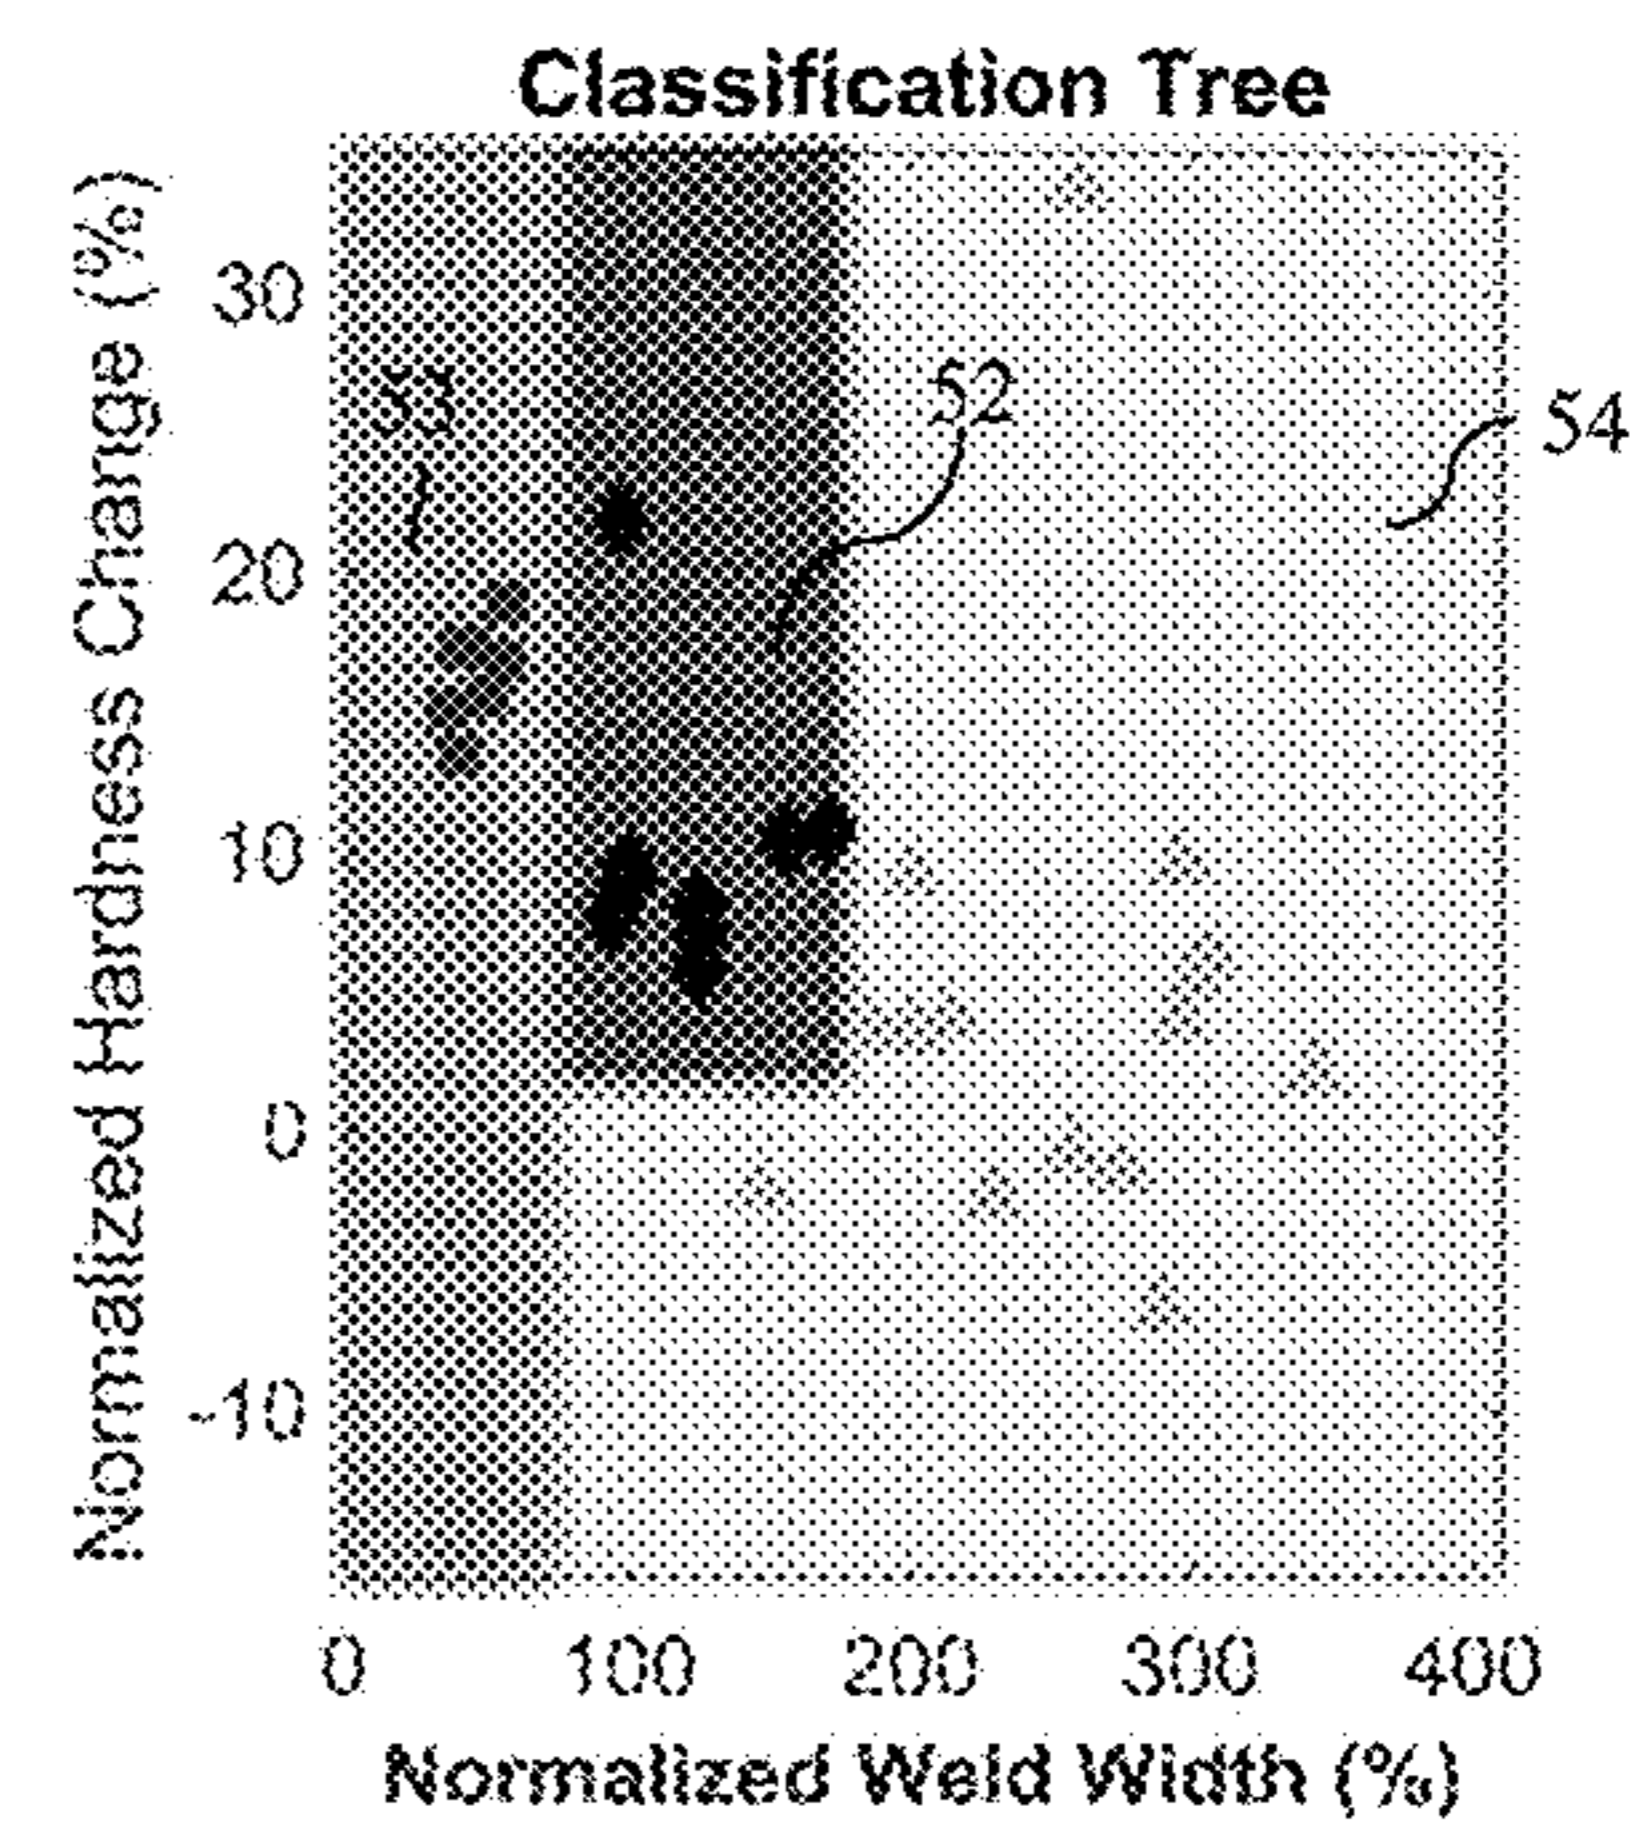 Classification Tree
Normalized Hardness Change (%)
30
20
10
0
-10
53
52
54
0 100 200 300 400
Normalized Weld Width (%)